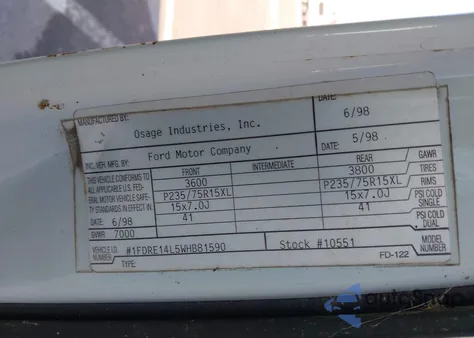 MANUFACTURED BY: Osage Industries, Inc. DATE: 6/98
INC. VEH. MFG. BY: Ford Motor Company DATE: 5/98
THIS VEHICLE CONFORMS TO FRONT INTERMEDIATE REAR GAWR
ALL APPLICABLE U.S. FED- 3600 3800 TIRES
ERAL MOTOR VEHICLE SAFE- P235/75R15XL P235/75R15XL RIMS
TY STANDARDS IN EFFECT IN 15x7.0J 15x7.0J PSI COLD SINGLE
DATE: 6/98 41 41 PSI COLD DUAL
GVWR 7000
VEHICLE I.D. NUMBER #1FDRE14L5WHB81590 Stock #10551 MODEL NUMBER
TYPE: FD-122
autoSnap